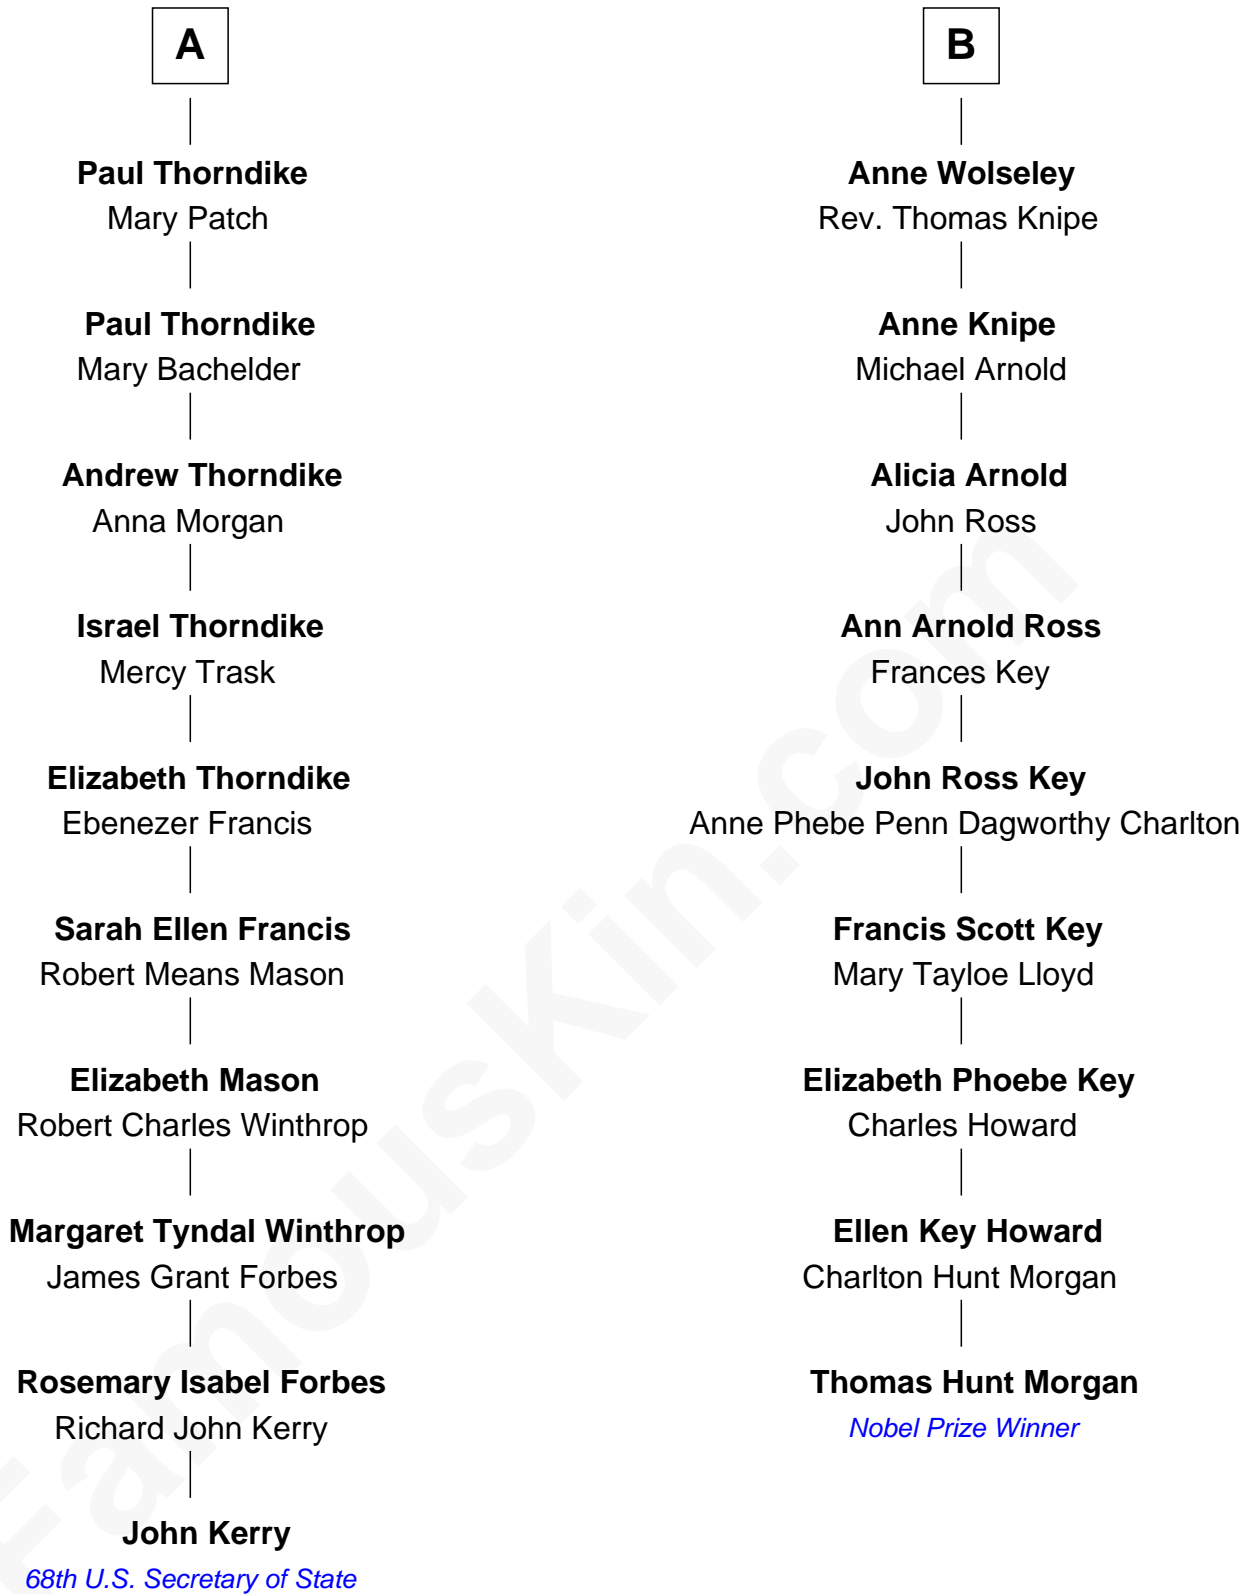 A
Paul Thorndike
Mary Patch
Paul Thorndike
Mary Bachelder
Andrew Thorndike
Anna Morgan
Israel Thorndike
Mercy Trask
Elizabeth Thorndike
Ebenezer Francis
Sarah Ellen Francis
Robert Means Mason
Elizabeth Mason
Robert Charles Winthrop
Margaret Tyndal Winthrop
James Grant Forbes
Rosemary Isabel Forbes
Richard John Kerry
John Kerry
68th U.S. Secretary of State
B
Anne Wolseley
Rev. Thomas Knipe
Anne Knipe
Michael Arnold
Alicia Arnold
John Ross
Ann Arnold Ross
Frances Key
John Ross Key
Anne Phebe Penn Dagworthy Charlton
Francis Scott Key
Mary Tayloe Lloyd
Elizabeth Phoebe Key
Charles Howard
Ellen Key Howard
Charlton Hunt Morgan
Thomas Hunt Morgan
Nobel Prize Winner
FamousKin.com